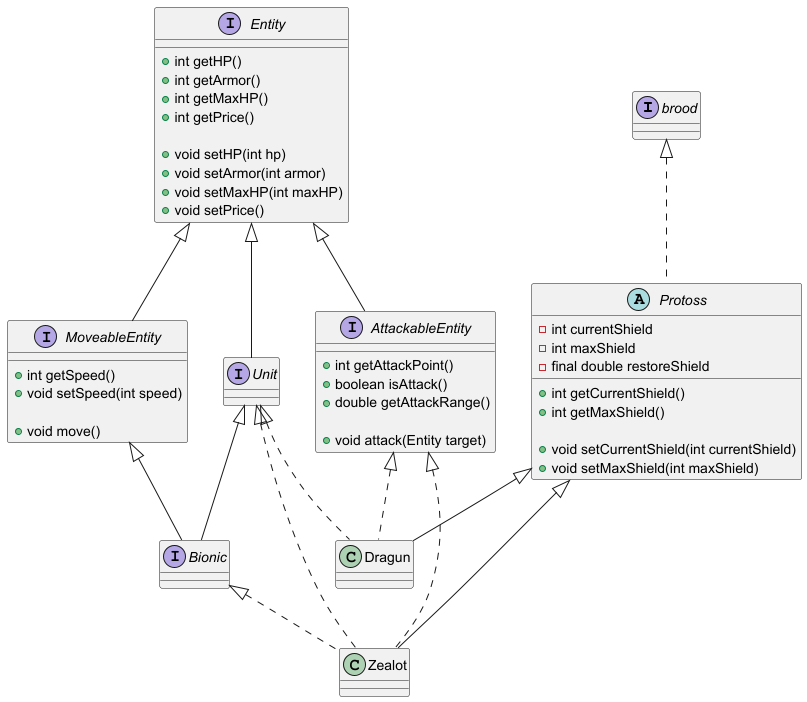 I Entity
int getHP()
int getArmor()
int getMaxHP()
int getPrice()
void setHP(int hp)
void setArmor(int armor)
void setMaxHP(int maxHP)
void setPrice()
I brood
A Protoss
int currentShield
int maxShield
final double restoreShield
int getCurrentShield()
int getMaxShield()
void setCurrentShield(int currentShield)
void setMaxShield(int maxShield)
I MoveableEntity
int getSpeed()
void setSpeed(int speed)
void move()
I Unit
I AttackableEntity
int getAttackPoint()
boolean isAttack()
double getAttackRange()
void attack(Entity target)
I Bionic
C Dragun
C Zealot